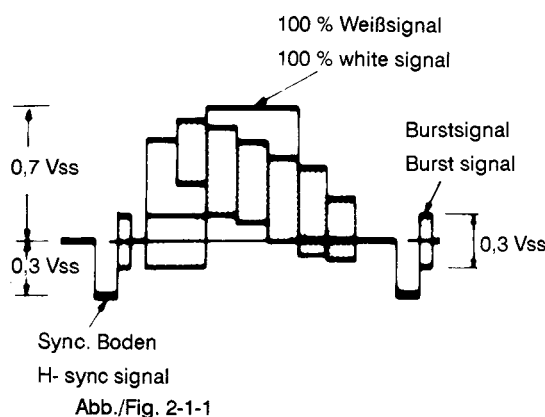 100 % Weißsignal
100 % white signal
Burstsignal
Burst signal
0,7 Vss
0,3 Vss
0,3 Vss
Sync. Boden
H- sync signal
Abb./Fig. 2-1-1